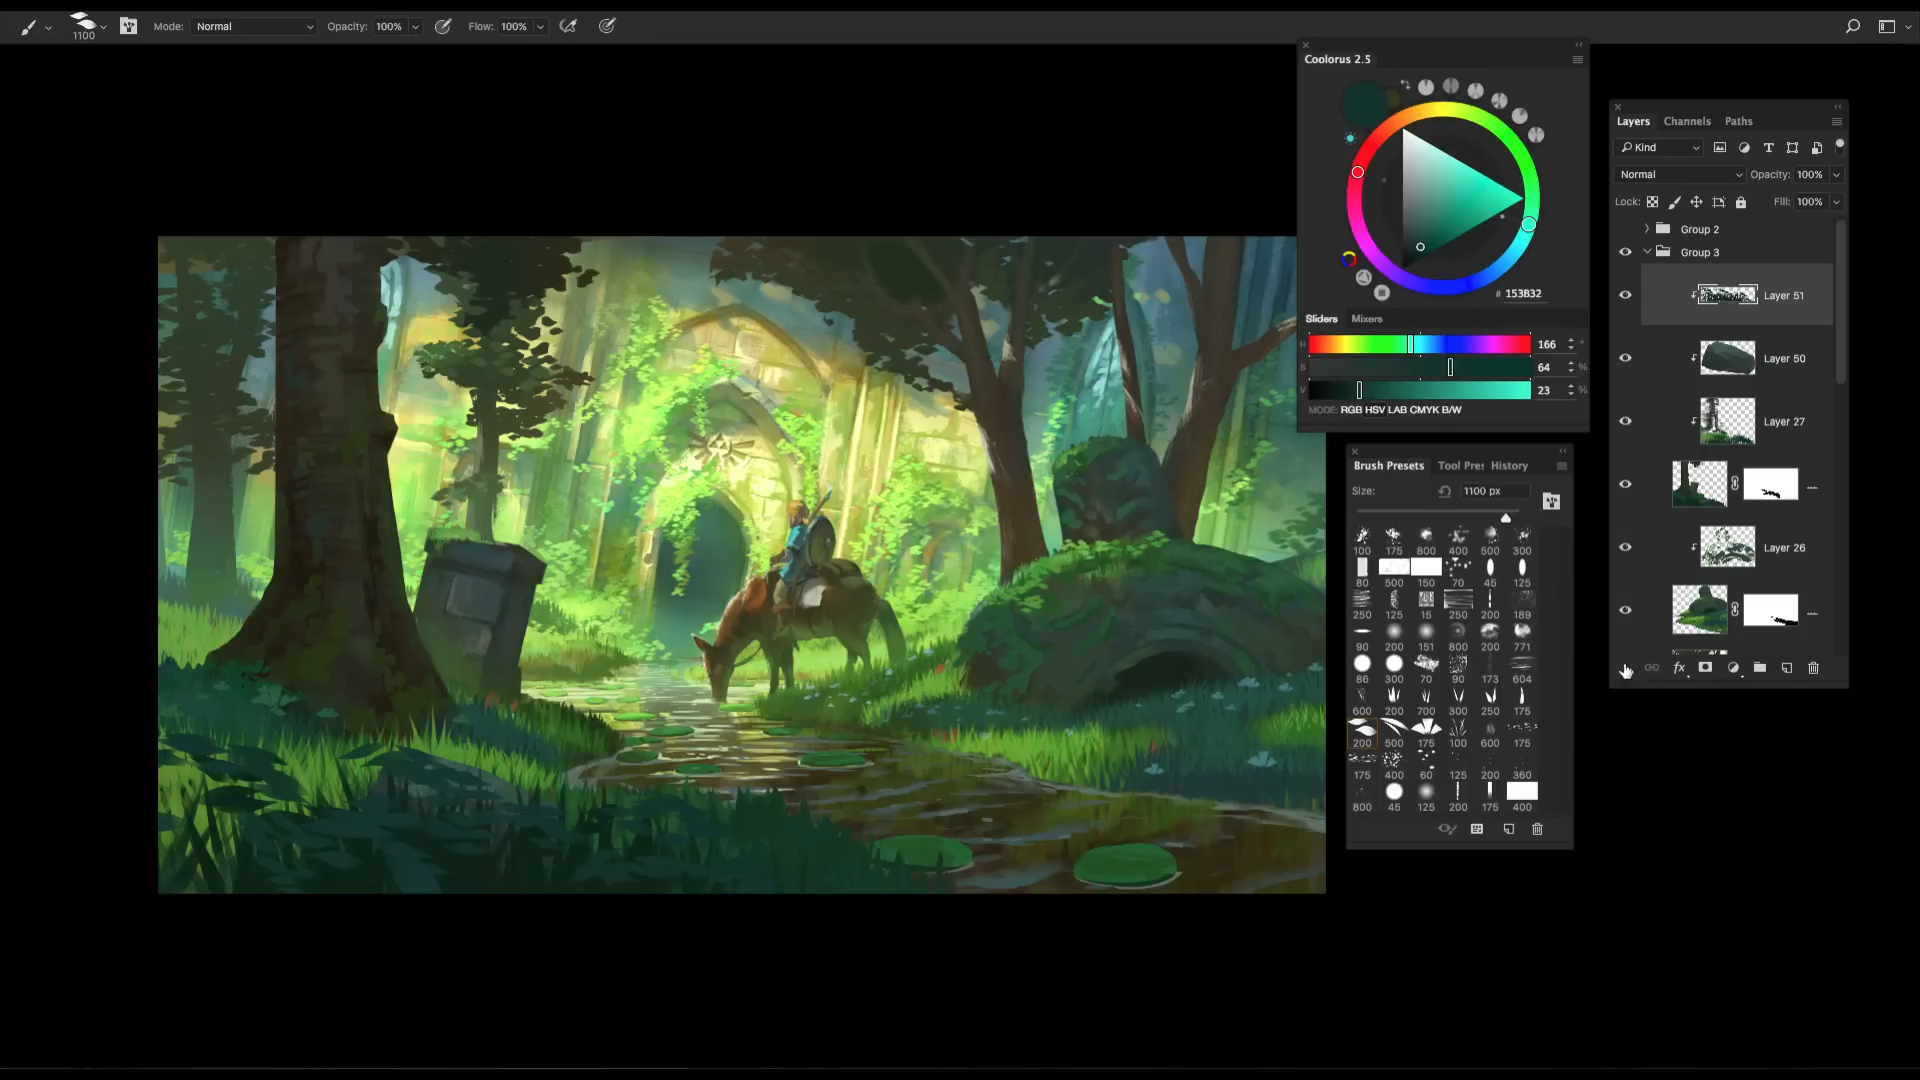 1100
Mode: Normal
Opacity: 100%
Flow: 100%
Coolorus 2.5
# 153B32
Sliders Mixers
H 166 °
S 64 %
V 23 %
MODE: RGB HSV LAB CMYK B/W
Brush Presets Tool Pre: History
Size: 1100 px
100 175 800 400 500 300
80 500 150 70 45 125
250 125 15 250 200 189
90 200 151 800 200 771
86 300 70 90 173 604
600 200 700 300 250 175
200 500 175 100 600 175
175 400 60 125 200 360
800 45 125 200 175 400
Layers Channels Paths
Kind
Normal Opacity: 100%
Lock: Fill: 100%
Group 2
Group 3
Layer 51
Layer 50
Layer 27
Layer 26
fx